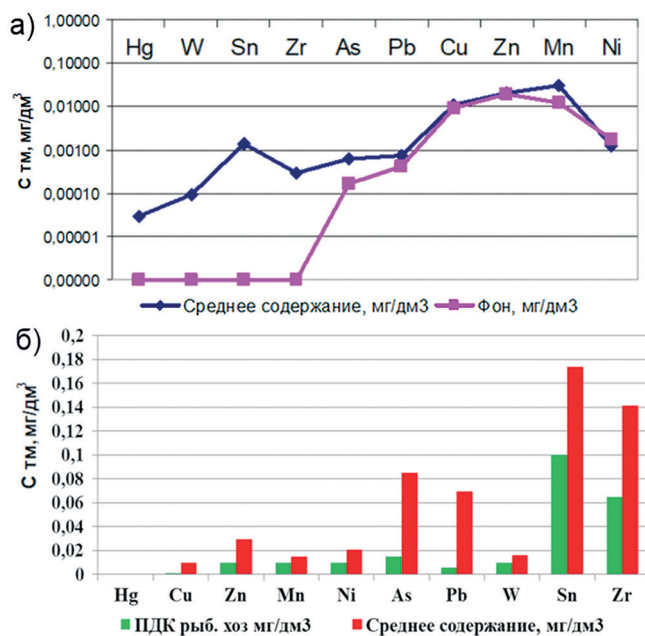 а)
С тм, мг/дм³
1,00000
Hg W Sn Zr As Pb Cu Zn Mn Ni
0,10000
0,01000
0,00100
0,00010
0,00001
0,00000
Среднее содержание, мг/дм3 Фон, мг/дм3
б)
С тм, мг/дм³
0,2
0,18
0,16
0,14
0,12
0,1
0,08
0,06
0,04
0,02
0
Hg Cu Zn Mn Ni As Pb W Sn Zr
ПДК рыб. хоз мг/дм3 Среднее содержание, мг/дм3